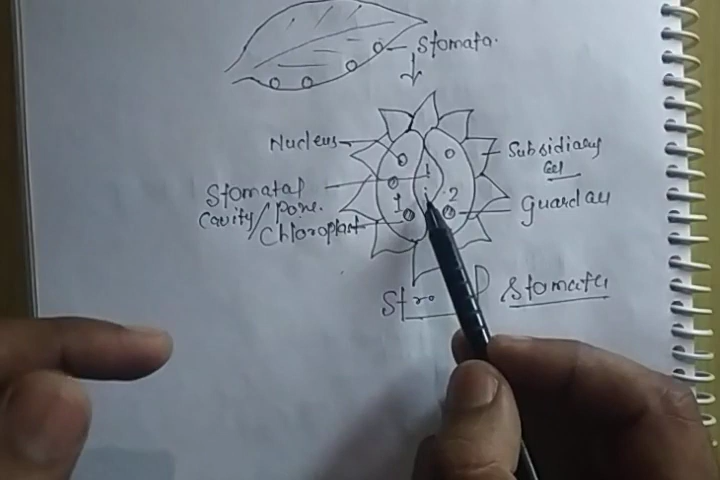 Stomata.
Nucleus
Stomatal
Cavity/pore.
Chloroplast
Subsidiary
Cell
guard cell
1
1
2
Stomata